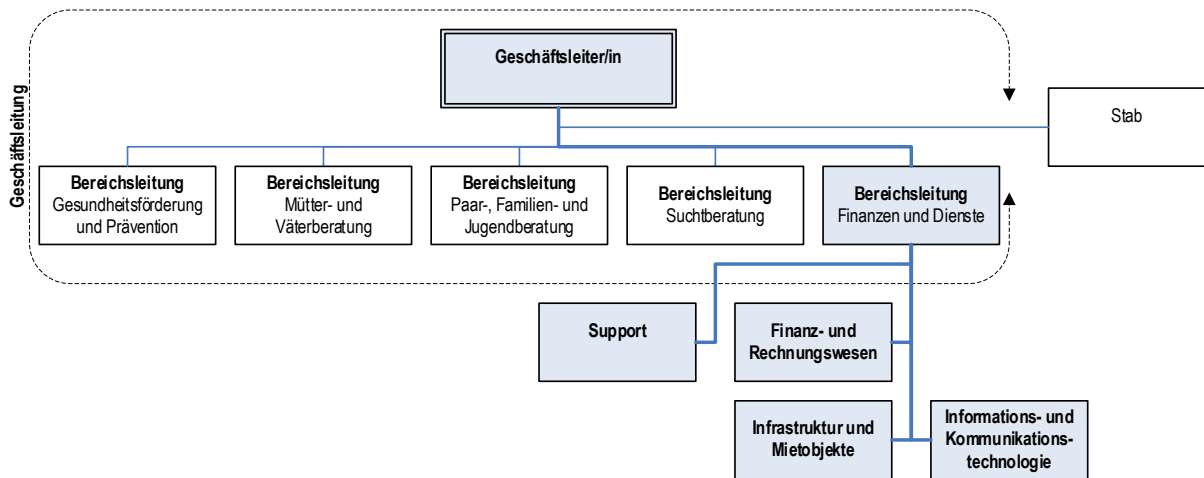 Geschäftsleitung
Geschäftsleiter/in
Stab
Bereichsleitung
Gesundheitsförderung
und Prävention
Bereichsleitung
Mütter- und
Väterberatung
Bereichsleitung
Paar-, Familien- und
Jugendberatung
Bereichsleitung
Suchtberatung
Bereichsleitung
Finanzen und Dienste
Support
Finanz- und
Rechnungswesen
Infrastruktur und
Mietobjekte
Informations- und
Kommunikations-
technologie